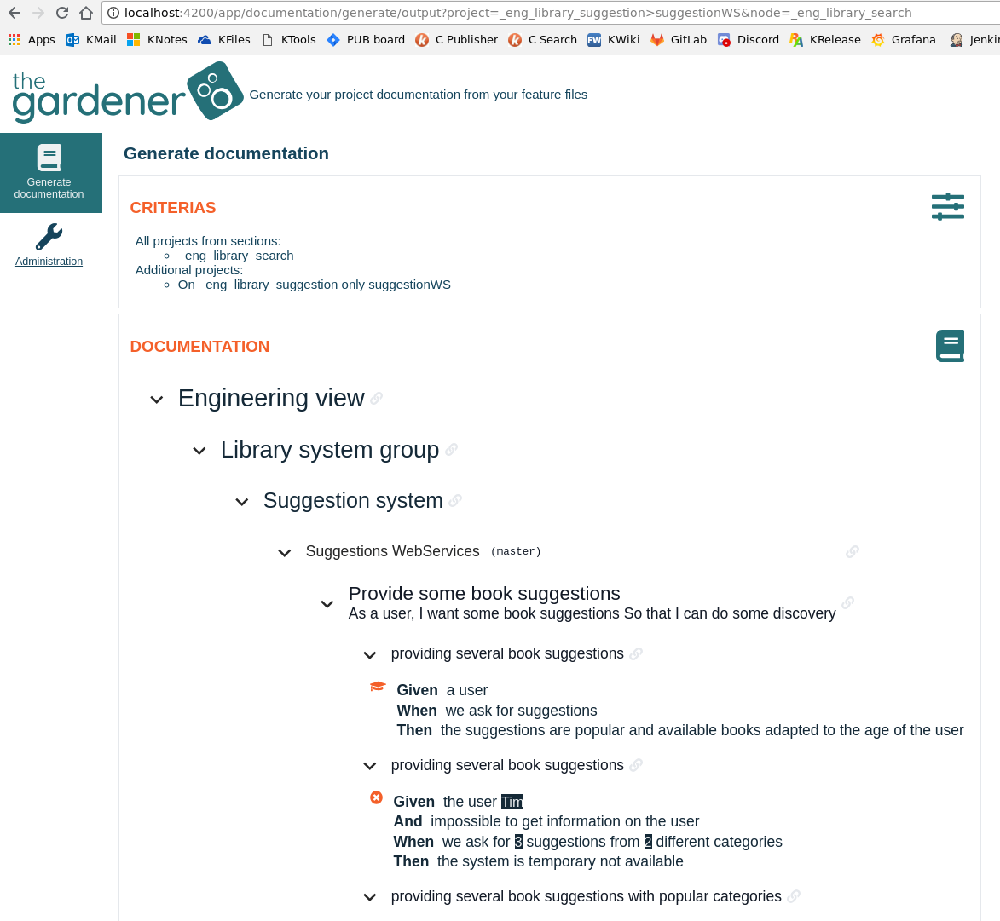 localhost:4200/app/documentation/generate/output?project=_eng_library_suggestion>suggestionWS&node=_eng_library_search
Apps KMail KNotes KFiles KTools PUB board C Publisher C Search KWiki GitLab Discord KRelease Grafana Jenki
the
gardener
Generate your project documentation from your feature files
Generate
documentation
Administration
Generate documentation
CRITERIAS
All projects from sections:
_eng_library_search
Additional projects:
On _eng_library_suggestion only suggestionWS
DOCUMENTATION
Engineering view
Library system group
Suggestion system
Suggestions WebServices (master)
Provide some book suggestions
As a user, I want some book suggestions So that I can do some discovery
providing several book suggestions
Given a user
When we ask for suggestions
Then the suggestions are popular and available books adapted to the age of the user
providing several book suggestions
Given the user Tim
And impossible to get information on the user
When we ask for 3 suggestions from 2 different categories
Then the system is temporary not available
providing several book suggestions with popular categories